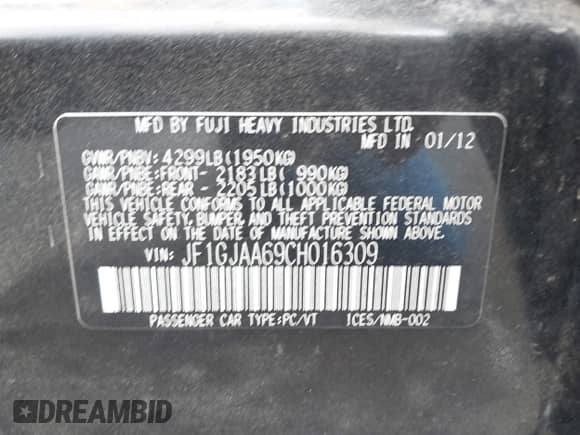 MFD BY FUJI HEAVY INDUSTRIES LTD.
MFD IN 01/12
GVWR/PNBV: 4299LB(1950KG)
GAWR/PNBE:FRONT- 2183LB( 990KG)
GAWR/PNBE:REAR - 2205LB(1000KG)
THIS VEHICLE CONFORMS TO ALL APPLICABLE FEDERAL MOTOR
VEHICLE SAFETY, BUMPER, AND THEFT PREVENTION STANDARDS
IN EFFECT ON THE DATE OF MANUFACTURE SHOWN ABOVE.
VIN: JF1GJAA69CH016309
PASSENGER CAR TYPE:PC/VT ICES/NMB-002
DREAMBID